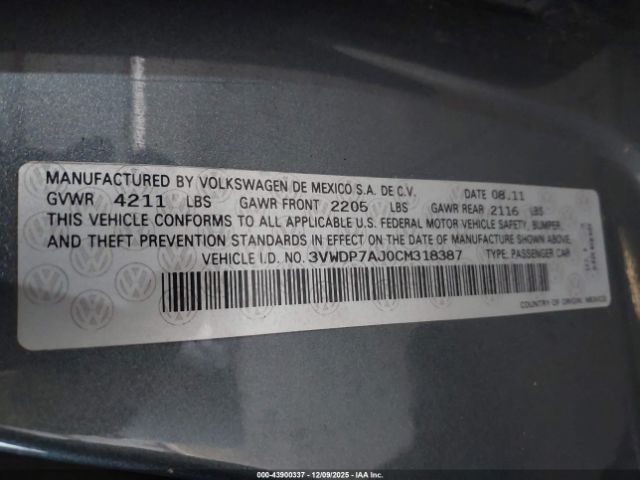 MANUFACTURED BY VOLKSWAGEN DE MEXICO S.A. DE C.V. DATE 08.11
GVWR 4211 LBS GAWR FRONT 2205 LBS GAWR REAR 2116 LBS
THIS VEHICLE CONFORMS TO ALL APPLICABLE U.S. FEDERAL MOTOR VEHICLE SAFETY, BUMPER,
AND THEFT PREVENTION STANDARDS IN EFFECT ON THE DATE OF MANUFACTURE SHOWN ABOVE.
VEHICLE I.D. NO. 3VWDP7AJ0CM318387 TYPE: PASSENGER CAR
COUNTRY OF ORIGIN: MEXICO
000-43900337 - 12/09/2025 - IAAI.com